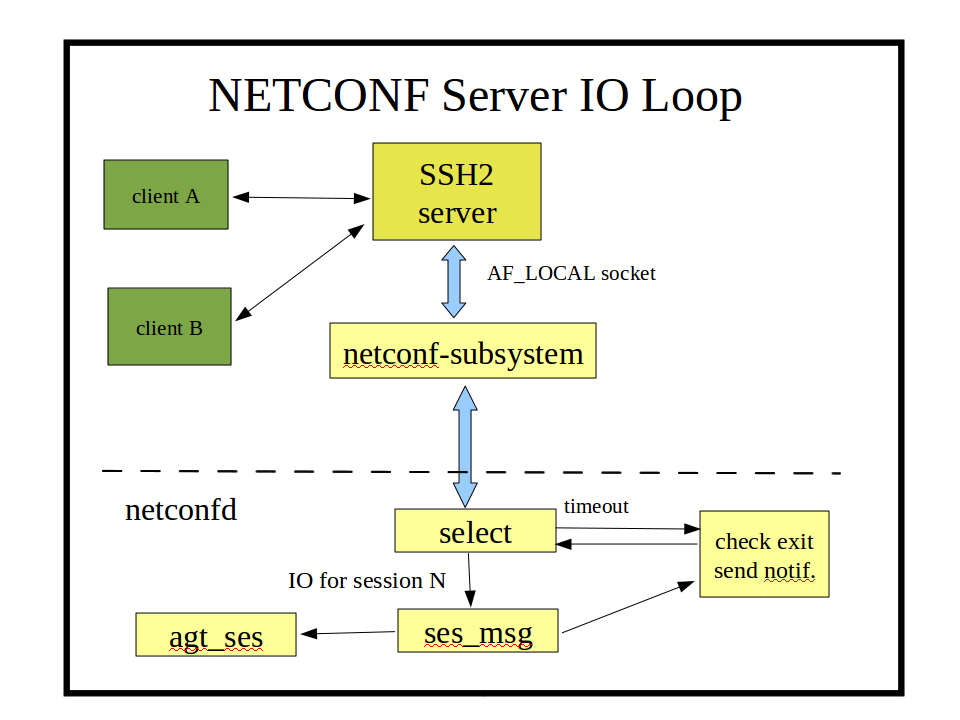 NETCONF Server IO Loop
SSH2
server
client A
AF_LOCAL socket
client B
netconf-subsystem
netconfd
timeout
select
check exit
send notif.
IO for session N
agt_ses
ses_msg